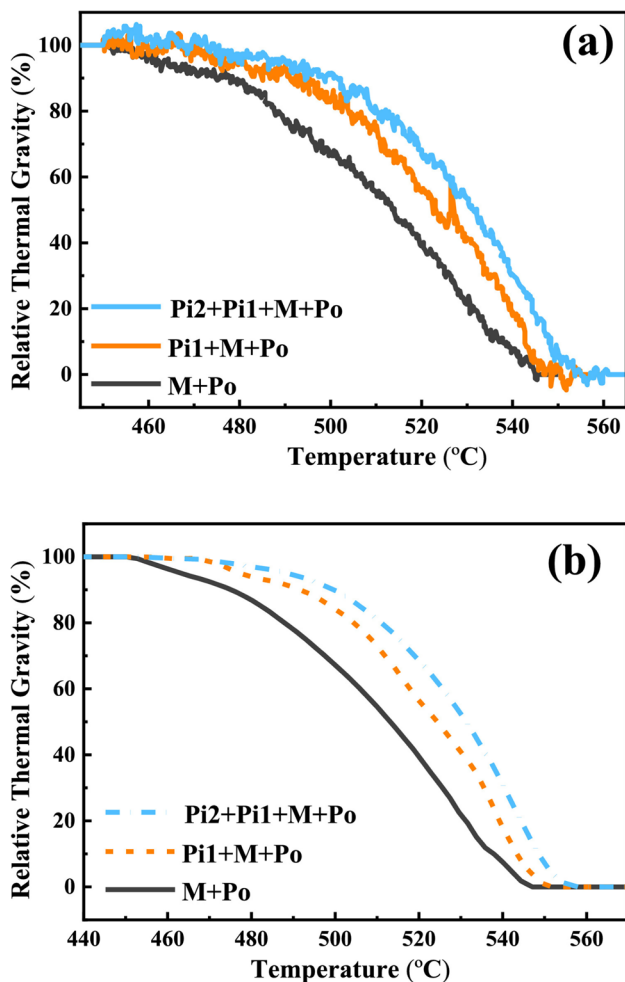 (a)
Relative Thermal Gravity (%)
100
80
60
40
20
0
Pi2+Pi1+M+Po
Pi1+M+Po
M+Po
460 480 500 520 540 560
Temperature (ºC)
(b)
Relative Thermal Gravity (%)
100
80
60
40
20
0
Pi2+Pi1+M+Po
Pi1+M+Po
M+Po
440 460 480 500 520 540 560
Temperature (ºC)